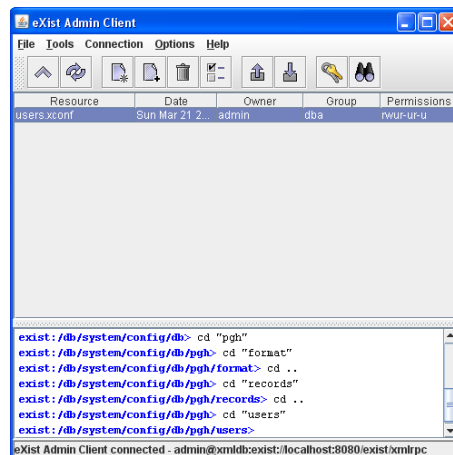 eXist Admin Client
File Tools Connection Options Help
Resource Date Owner Group Permissions
users.xconf Sun Mar 21 2... admin dba rwur-ur-u
exist:/db/system/config/db> cd "pgh"
exist:/db/system/config/db/pgh> cd "format"
exist:/db/system/config/db/pgh/format> cd ..
exist:/db/system/config/db/pgh> cd "records"
exist:/db/system/config/db/pgh/records> cd ..
exist:/db/system/config/db/pgh> cd "users"
exist:/db/system/config/db/pgh/users>
eXist Admin Client connected - admin@xmldb:exist://localhost:8080/exist/xmlrpc